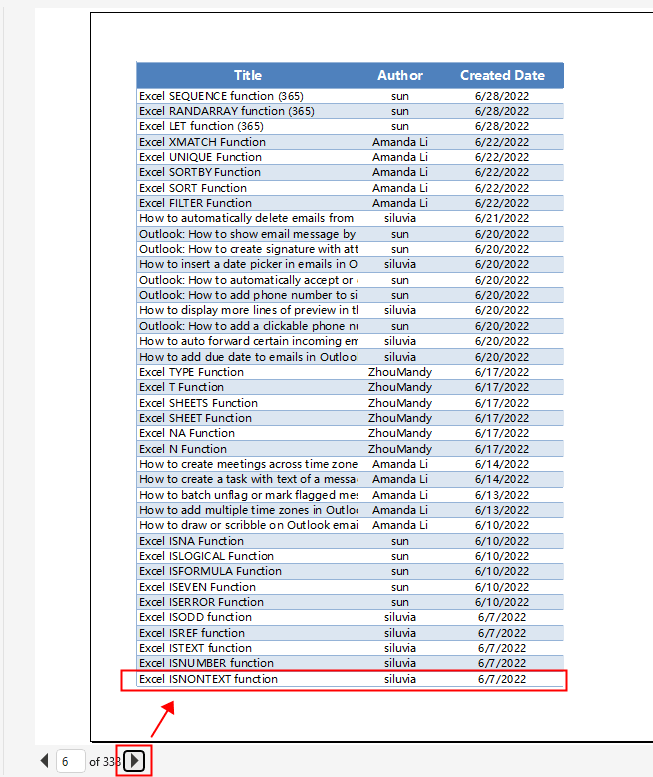 Title Author Created Date
Excel SEQUENCE function (365) sun 6/28/2022
Excel RANDARRAY function (365) sun 6/28/2022
Excel LET function (365) sun 6/28/2022
Excel XMATCH Function Amanda Li 6/22/2022
Excel UNIQUE Function Amanda Li 6/22/2022
Excel SORTBY Function Amanda Li 6/22/2022
Excel SORT Function Amanda Li 6/22/2022
Excel FILTER Function Amanda Li 6/22/2022
How to automatically delete emails from siluvia 6/21/2022
Outlook: How to show email message by sun 6/20/2022
Outlook: How to create signature with att sun 6/20/2022
How to insert a date picker in emails in O siluvia 6/20/2022
Outlook: How to automatically accept or sun 6/20/2022
Outlook: How to add phone number to si sun 6/20/2022
How to display more lines of preview in siluvia 6/20/2022
Outlook: How to add a clickable phone sun 6/20/2022
How to auto forward certain incoming siluvia 6/20/2022
How to add due date to emails in Outloo siluvia 6/20/2022
Excel TYPE Function ZhouMandy 6/17/2022
Excel T Function ZhouMandy 6/17/2022
Excel SHEETS Function ZhouMandy 6/17/2022
Excel SHEET Function ZhouMandy 6/17/2022
Excel NA Function ZhouMandy 6/17/2022
Excel N Function ZhouMandy 6/17/2022
How to create meetings across time zone Amanda Li 6/14/2022
How to create a task with text of a messa Amanda Li 6/14/2022
How to batch unflag or mark flagged mes Amanda Li 6/13/2022
How to add multiple time zones in Outlo Amanda Li 6/13/2022
How to draw or scribble on Outlook emai Amanda Li 6/10/2022
Excel ISNA Function sun 6/10/2022
Excel ISLOGICAL Function sun 6/10/2022
Excel ISFORMULA Function sun 6/10/2022
Excel ISEVEN Function sun 6/10/2022
Excel ISERROR Function sun 6/10/2022
Excel ISODD function siluvia 6/7/2022
Excel ISREF function siluvia 6/7/2022
Excel ISTEXT function siluvia 6/7/2022
Excel ISNUMBER function siluvia 6/7/2022
Excel ISNONTEXT function siluvia 6/7/2022
6 of 333